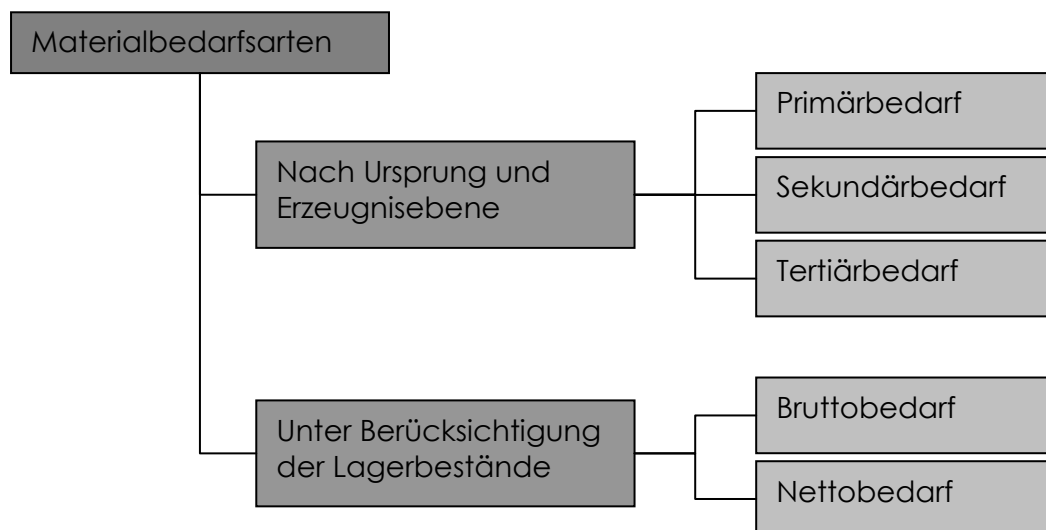 Materialbedarfsarten
Nach Ursprung und
Erzeugnisebene
Primärbedarf
Sekundärbedarf
Tertiärbedarf
Unter Berücksichtigung
der Lagerbestände
Bruttobedarf
Nettobedarf